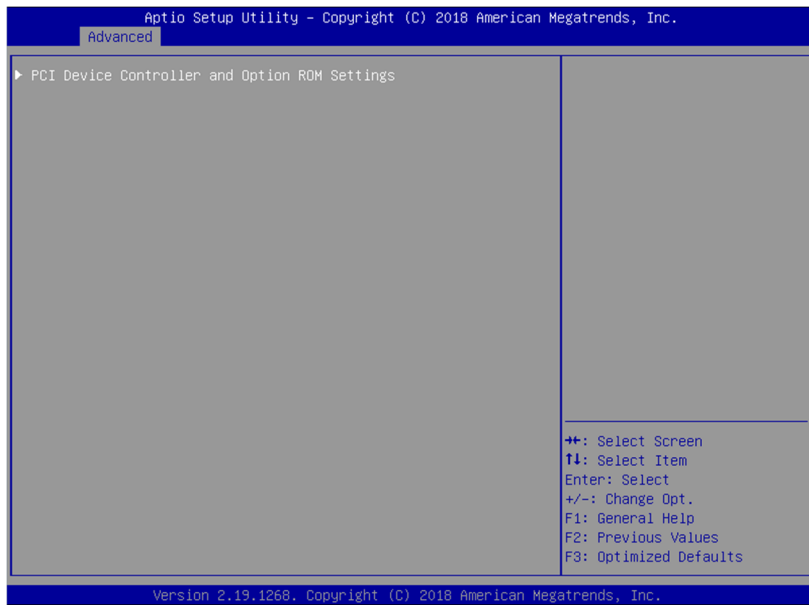 Aptio Setup Utility – Copyright (C) 2018 American Megatrends, Inc.
Advanced
▶ PCI Device Controller and Option ROM Settings
→←: Select Screen
↑↓: Select Item
Enter: Select
+/-: Change Opt.
F1: General Help
F2: Previous Values
F3: Optimized Defaults
Version 2.19.1268. Copyright (C) 2018 American Megatrends, Inc.